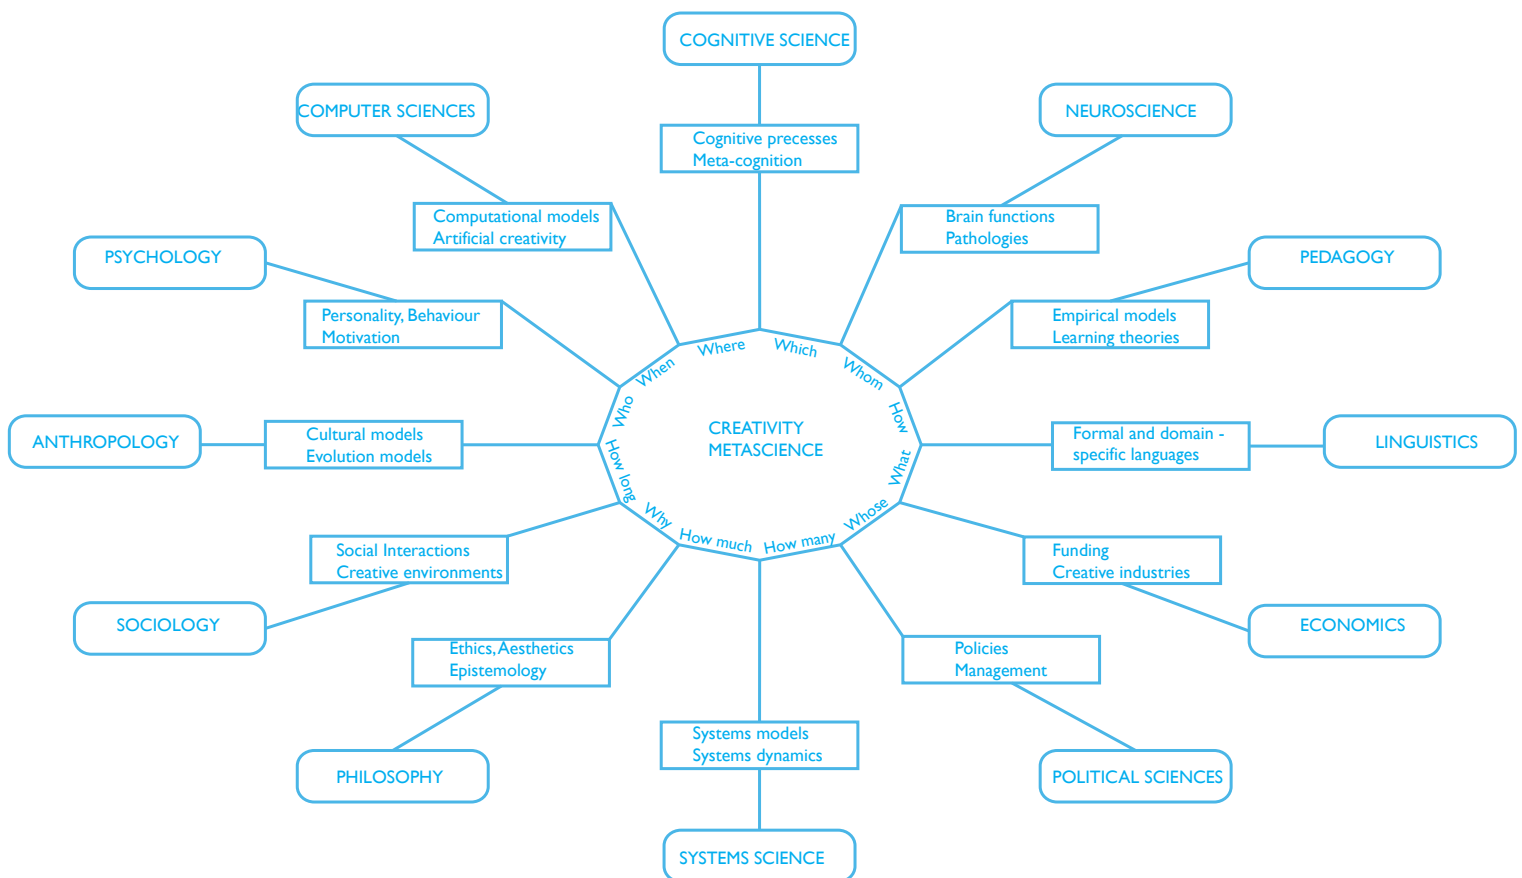 COGNITIVE SCIENCE
COMPUTER SCIENCES
NEUROSCIENCE
Cognitive precesses
Meta-cognition
Computational models
Artificial creativity
Brain functions
Pathologies
PSYCHOLOGY
PEDAGOGY
Personality, Behaviour
Motivation
Empirical models
Learning theories
Where
Which
When
Whom
Who
How
CREATIVITY
METASCIENCE
ANTHROPOLOGY
Cultural models
Evolution models
Formal and domain -
specific languages
LINGUISTICS
How long
What
Why
Whose
How much
How many
Social Interactions
Creative environments
Funding
Creative industries
SOCIOLOGY
ECONOMICS
Ethics, Aesthetics
Epistemology
Policies
Management
Systems models
Systems dynamics
PHILOSOPHY
POLITICAL SCIENCES
SYSTEMS SCIENCE